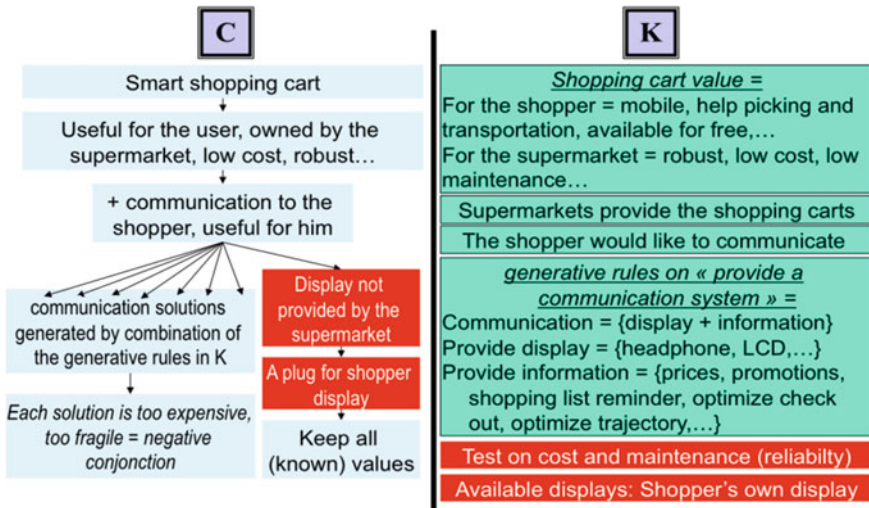 C
Smart shopping cart
Useful for the user, owned by the
supermarket, low cost, robust...
+ communication to the
shopper, useful for him
communication solutions
generated by combination of
the generative rules in K
Each solution is too expensive,
too fragile = negative
conjonction
Display not
provided by the
supermarket
A plug for shopper
display
Keep all
(known) values
K
Shopping cart value =
For the shopper = mobile, help picking and
transportation, available for free,...
For the supermarket = robust, low cost, low
maintenance...
Supermarkets provide the shopping carts
The shopper would like to communicate
generative rules on « provide a
communication system » =
Communication = {display + information}
Provide display = {headphone, LCD,...}
Provide information = {prices, promotions,
shopping list reminder, optimize check
out, optimize trajectory,...}
Test on cost and maintenance (reliabilty)
Available displays: Shopper's own display